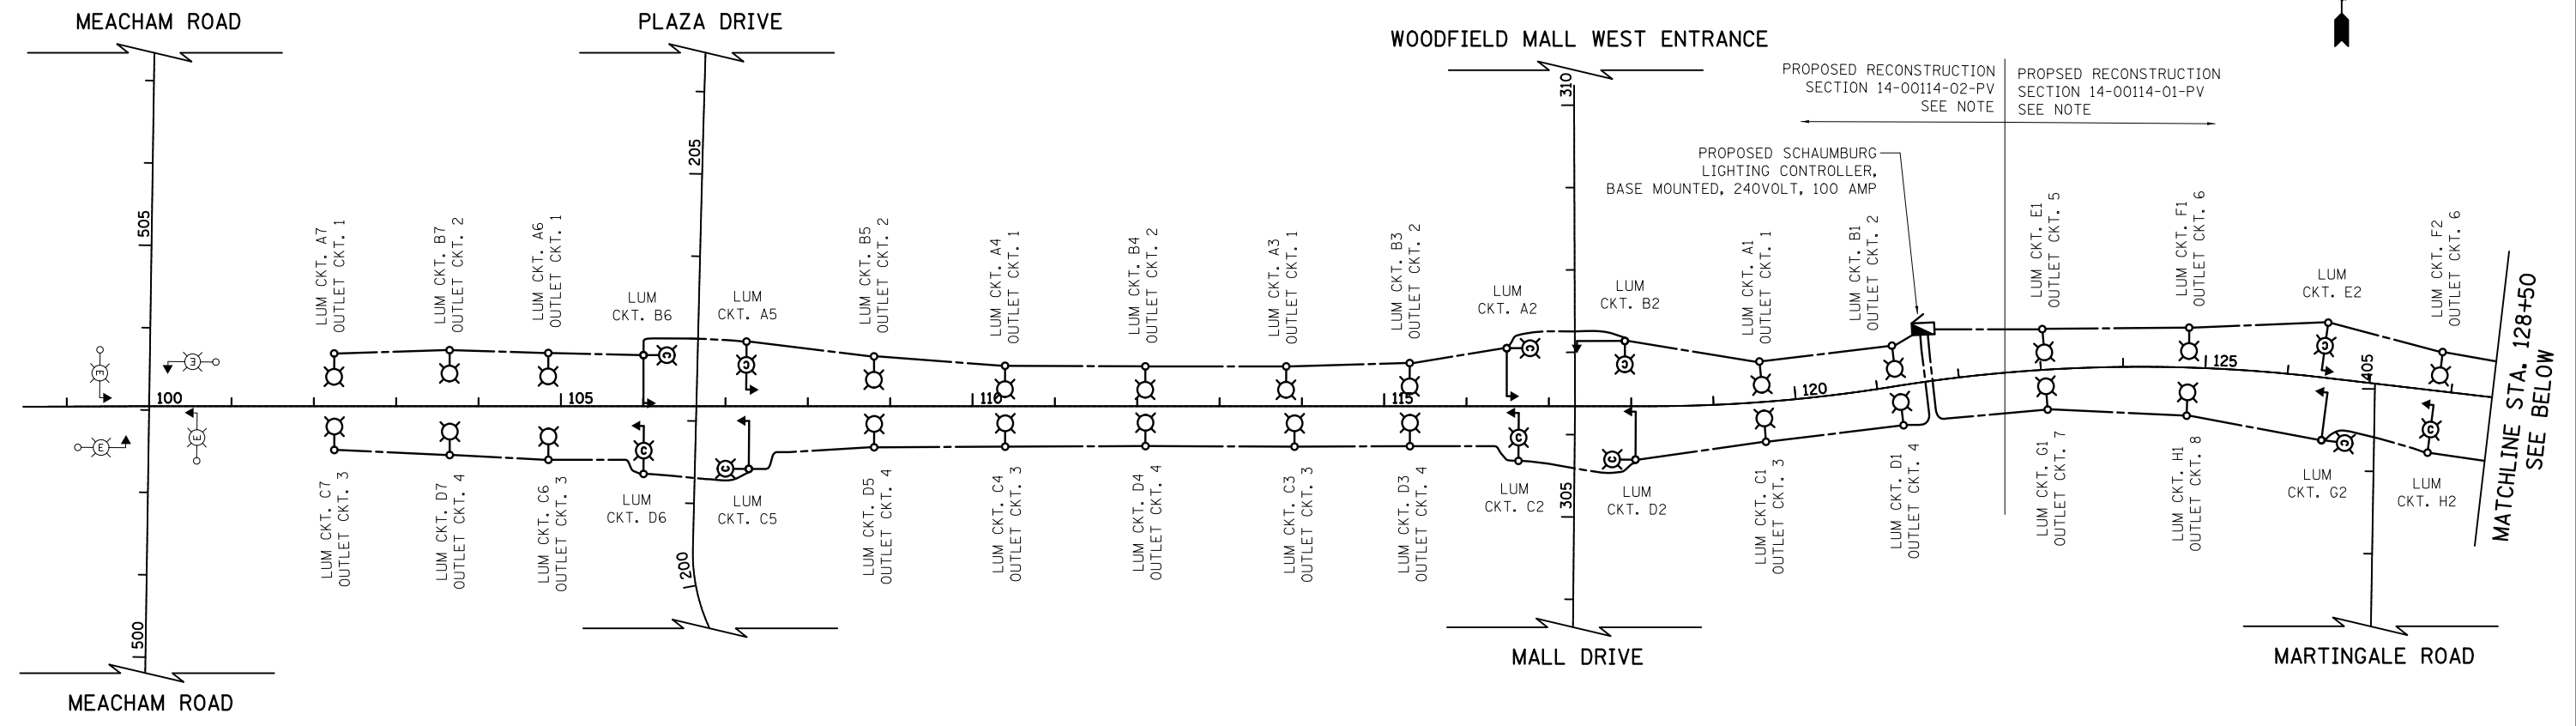 MEACHAM ROAD
PLAZA DRIVE
WOODFIELD MALL WEST ENTRANCE
PROPOSED RECONSTRUCTION
SECTION 14-00114-02-PV
SEE NOTE
PROPSED RECONSTRUCTION
SECTION 14-00114-01-PV
SEE NOTE
PROPOSED SCHAUMBURG
LIGHTING CONTROLLER,
BASE MOUNTED, 240VOLT, 100 AMP
505
205
310
LUM CKT. A7
OUTLET CKT. 1
LUM CKT. B7
OUTLET CKT. 2
LUM CKT. A6
OUTLET CKT. 1
LUM
CKT. B6
LUM
CKT. A5
LUM CKT. B5
OUTLET CKT. 2
LUM CKT. A4
OUTLET CKT. 1
LUM CKT. B4
OUTLET CKT. 2
LUM CKT. A3
OUTLET CKT. 1
LUM CKT. B3
OUTLET CKT. 2
LUM
CKT. A2
LUM
CKT. B2
LUM CKT. A1
OUTLET CKT. 1
LUM CKT. B1
OUTLET CKT. 2
LUM CKT. E1
OUTLET CKT. 5
LUM CKT. F1
OUTLET CKT. 6
LUM
CKT. E2
LUM CKT. F2
OUTLET CKT. 6
E
E
C
C
C
C
C
100
105
110
115
120
125
405
E
E
C
C
C
C
C
C
MATCHLINE STA. 128+50
SEE BELOW
LUM CKT. C7
OUTLET CKT. 3
LUM CKT. D7
OUTLET CKT. 4
LUM CKT. C6
OUTLET CKT. 3
LUM
CKT. D6
LUM
CKT. C5
LUM CKT. D5
OUTLET CKT. 4
LUM CKT. C4
OUTLET CKT. 3
LUM CKT. D4
OUTLET CKT. 4
LUM CKT. C3
OUTLET CKT. 3
LUM CKT. D3
OUTLET CKT. 4
LUM
CKT. C2
LUM
CKT. D2
LUM CKT. C1
OUTLET CKT. 3
LUM CKT. D1
OUTLET CKT. 4
LUM CKT. G1
OUTLET CKT. 7
LUM CKT. H1
OUTLET CKT. 8
LUM
CKT. G2
LUM
CKT. H2
500
200
305
MEACHAM ROAD
MALL DRIVE
MARTINGALE ROAD